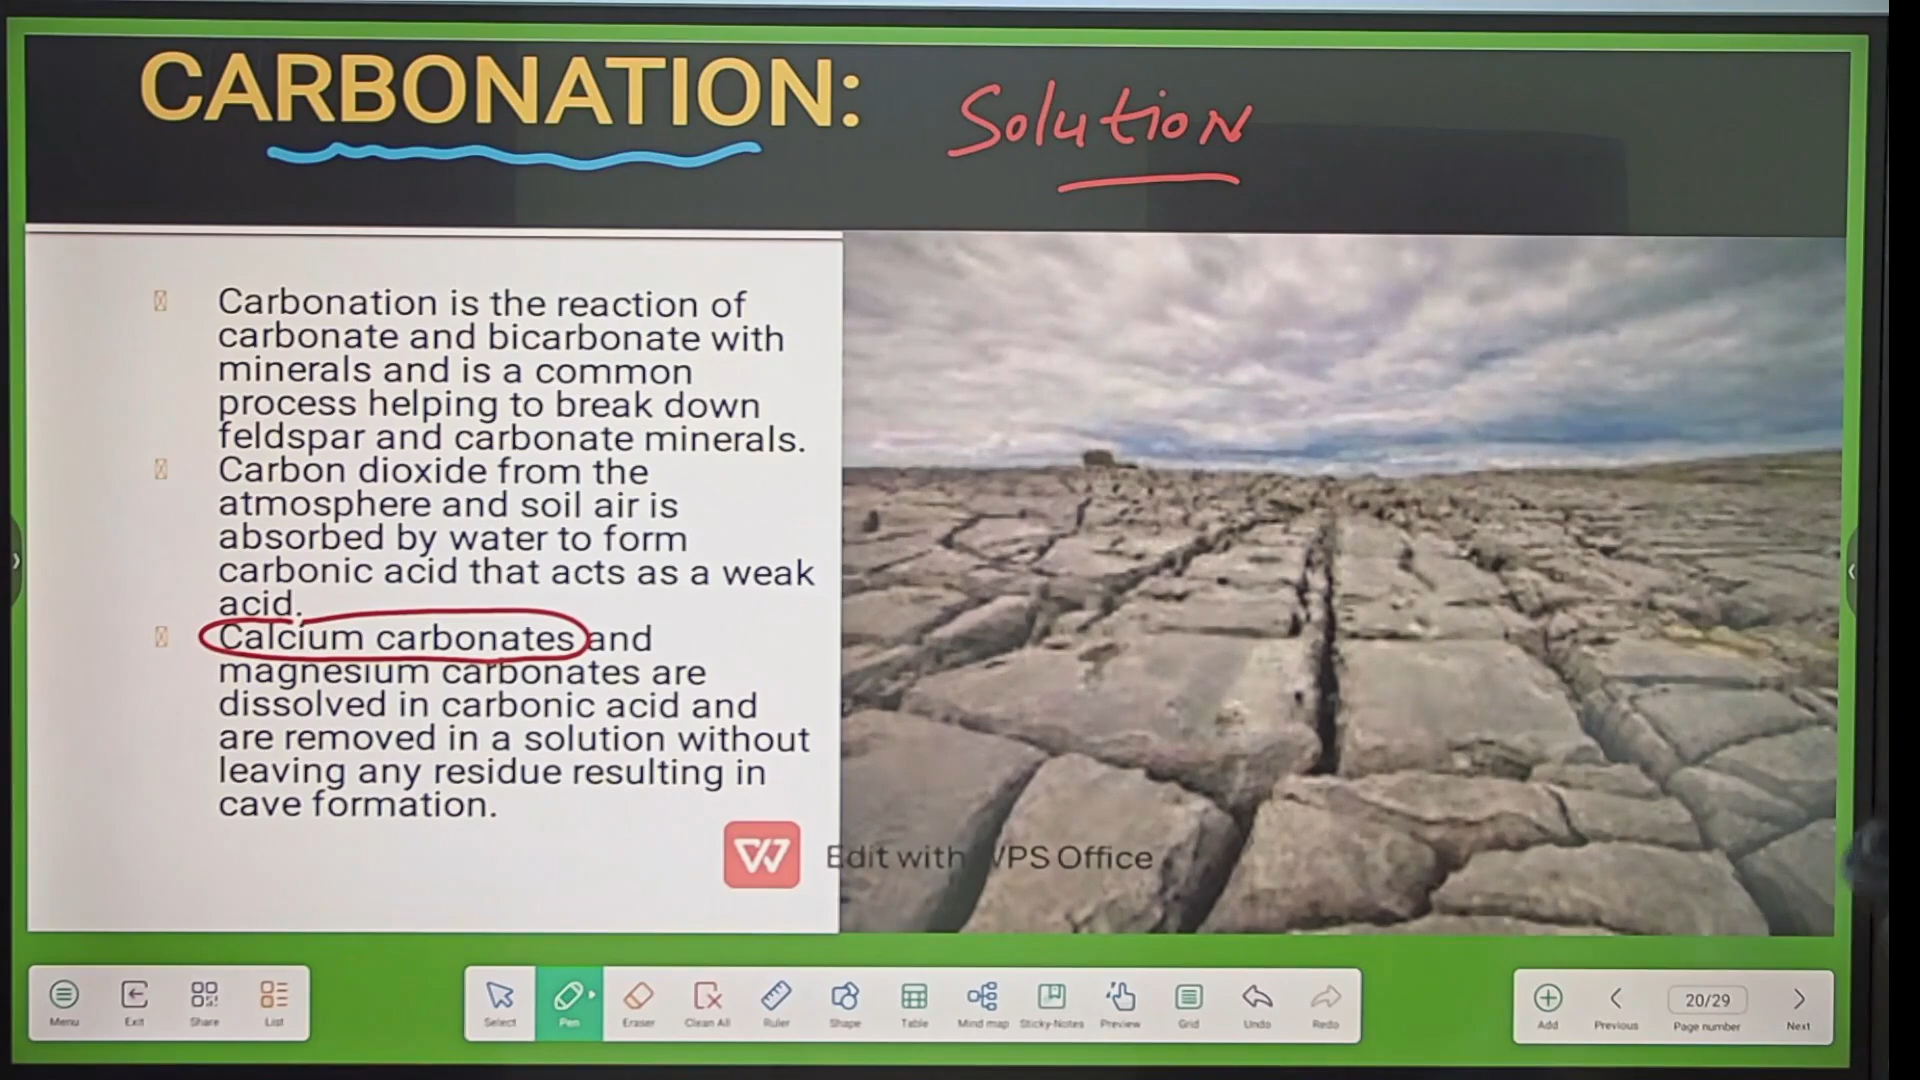 CARBONATION:
Solution
Carbonation is the reaction of
carbonate and bicarbonate with
minerals and is a common
process helping to break down
feldspar and carbonate minerals.
Carbon dioxide from the
atmosphere and soil air is
absorbed by water to form
carbonic acid that acts as a weak
acid.
Calcium carbonates and
magnesium carbonates are
dissolved in carbonic acid and
are removed in a solution without
leaving any residue resulting in
cave formation.
Edit with WPS Office
Menu Exit Share List
Select Pen Eraser Clean All Ruler Shape Table Mind map Sticky-Notes Preview Grid Undo Redo
Add Previous 20/29 Page number Next